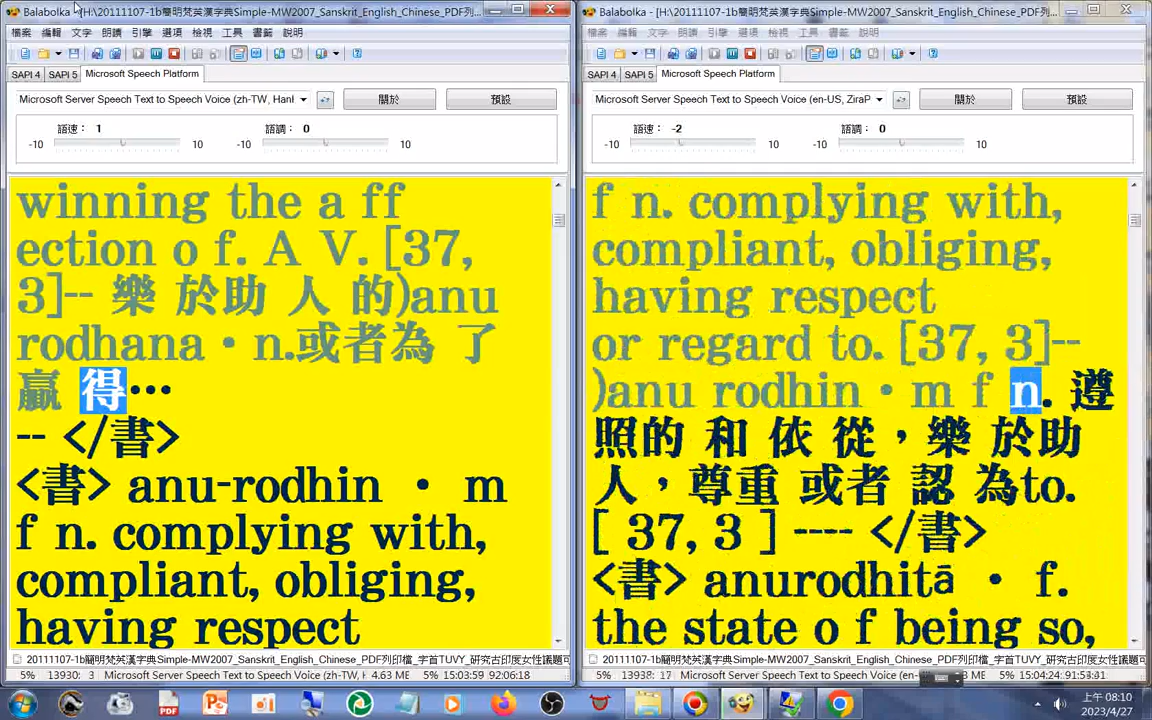 Balabolka - [H:\20111107-1b簡明梵英漢字典Simple-MW2007_Sanskrit_English_Chinese_PDF列...
檔案 編輯 文字 朗讀 引擎 選項 檢視 工具 書籤 說明
SAPI 4 SAPI 5 Microsoft Speech Platform
Microsoft Server Speech Text to Speech Voice (zh-TW, HanI
關於 預設
語速： 1 語調： 0
-10 10 -10 10
winning the a ff
ection o f. A V. [37,
3]-- 樂 於助 人 的)anu
rodhana‧n.或者為 了
贏 得…
-- </書>
<書> anu-rodhin ‧ m
f n. complying with,
compliant, obliging,
having respect
20111107-1b簡明梵英漢字典Simple-MW2007_Sanskrit_English_Chinese_PDF列印檔_字首TUVY_研究古印度女性議題可
5% 13930: 3 Microsoft Server Speech Text to Speech Voice (zh-TW, H 4.63 MB 5% 15:03:59 92:06:18
Balabolka - [H:\20111107-1b簡明梵英漢字典Simple-MW2007_Sanskrit_English_Chinese_PDF列印...
檔案 編輯 文字 朗讀 引擎 選項 檢視 工具 書籤 說明
SAPI 4 SAPI 5 Microsoft Speech Platform
Microsoft Server Speech Text to Speech Voice (en-US, ZiraP
關於 預設
語速： -2 語調： 0
-10 10 -10 10
f n. complying with,
compliant, obliging,
having respect
or regard to. [37, 3]--
)anu rodhin‧m f n. 遵
照的 和 依 從，樂 於助
人，尊重 或者 認 為to.
[ 37, 3 ] ---- </書>
<書> anurodhitā ‧ f.
the state o f being so,
20111107-1b簡明梵英漢字典Simple-MW2007_Sanskrit_English_Chinese_PDF列印檔_字首TUVY_研究古印度女性議題可
5% 13938: 17 Microsoft Server Speech Text to Speech Voice 5% 15:04:24 91:53:31
上午 08:10
2023/4/27